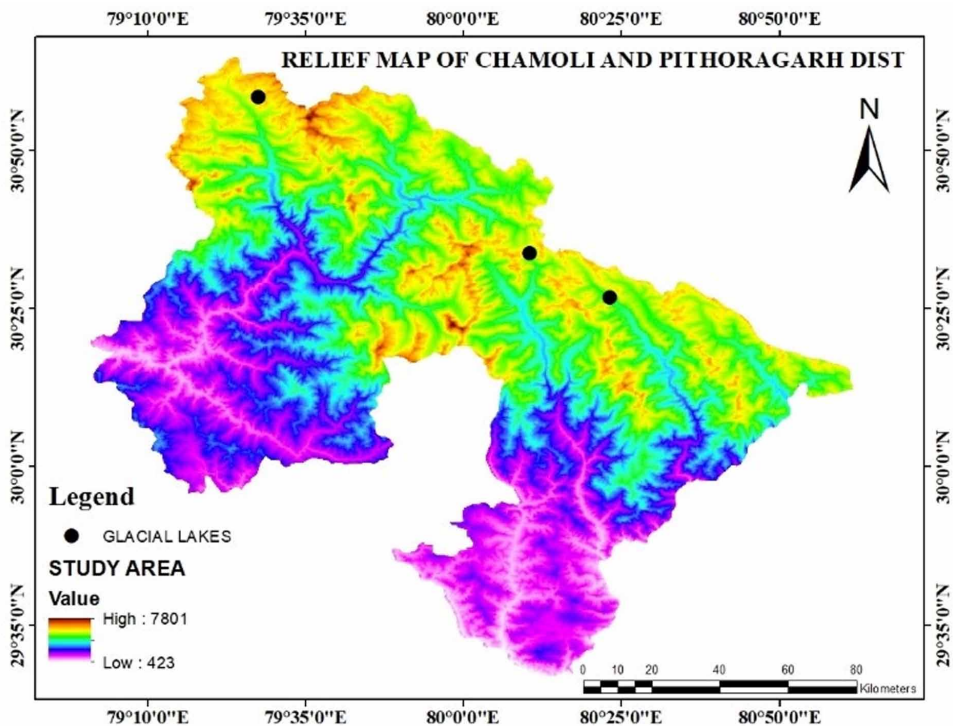 79°10'0"E 79°35'0"E 80°0'0"E 80°25'0"E 80°50'0"E
RELIEF MAP OF CHAMOLI AND PITHORAGARH DIST
N
30°50'0"N 30°50'0"N
30°25'0"N 30°25'0"N
30°0'0"N 30°0'0"N
29°35'0"N 29°35'0"N
Legend
GLACIAL LAKES
STUDY AREA
Value
High : 7801
Low : 423
0 10 20 40 60 80
Kilometers
79°10'0"E 79°35'0"E 80°0'0"E 80°25'0"E 80°50'0"E